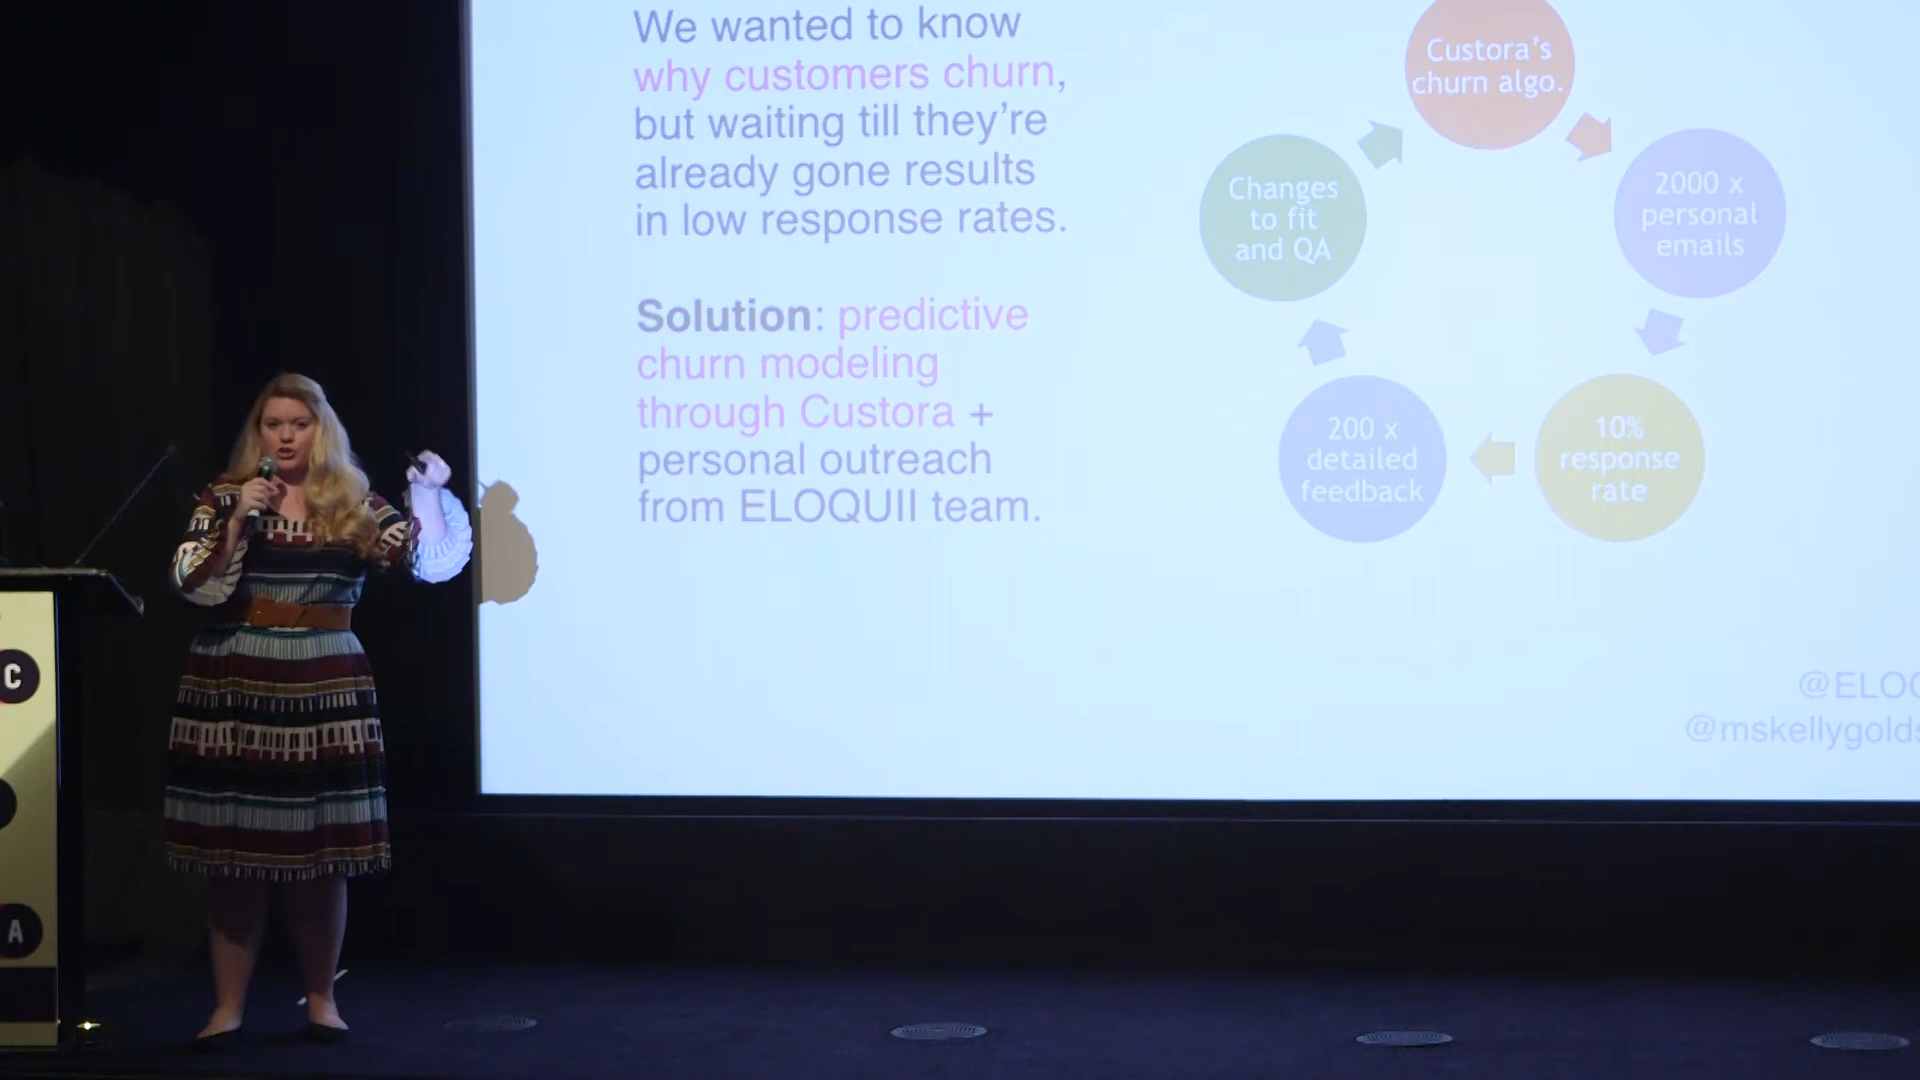 We wanted to know
why customers churn,
but waiting till they’re
already gone results
in low response rates.
Solution: predictive
churn modeling
through Custora +
personal outreach
from ELOQUII team.
Custora’s
churn algo.
2000 x
personal
emails
10%
response
rate
200 x
detailed
feedback
Changes
to fit
and QA
@ELOQ
@mskellygolds
C
A